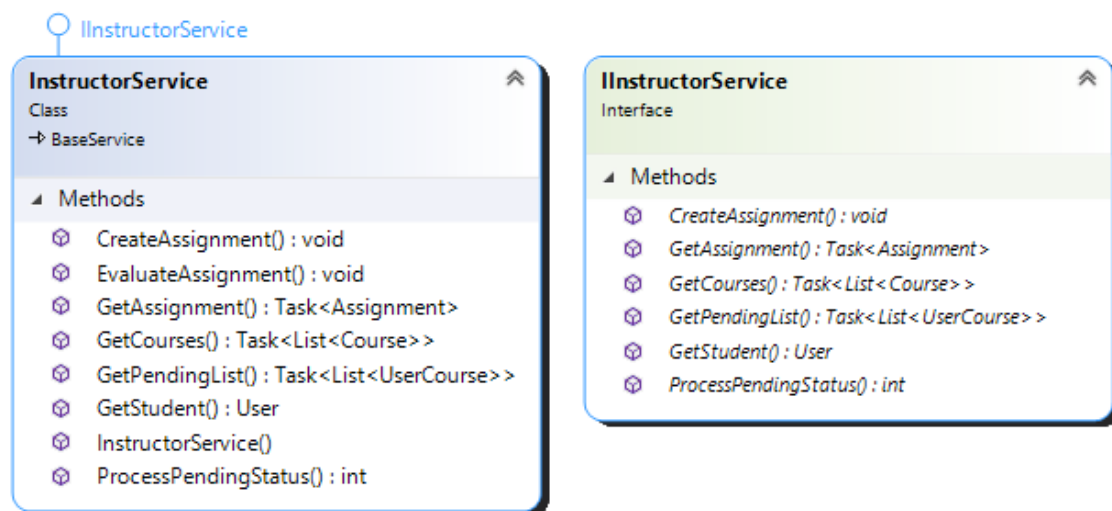 IInstructorService
InstructorService
Class
BaseService
Methods
CreateAssignment() : void
EvaluateAssignment() : void
GetAssignment() : Task<Assignment>
GetCourses() : Task<List<Course>>
GetPendingList() : Task<List<UserCourse>>
GetStudent() : User
InstructorService()
ProcessPendingStatus() : int
IInstructorService
Interface
Methods
CreateAssignment() : void
GetAssignment() : Task<Assignment>
GetCourses() : Task<List<Course>>
GetPendingList() : Task<List<UserCourse>>
GetStudent() : User
ProcessPendingStatus() : int